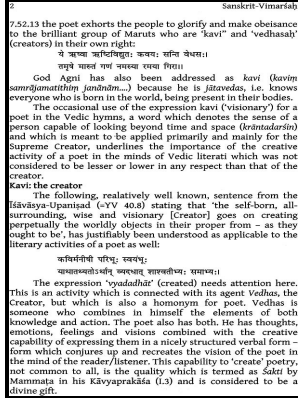 2 Sanskrit-Vimarśaḥ
7.52.13 the poet exhorts the people to glorify and make obeisance
to the brilliant group of Maruts who are 'kavi" and 'vedhasaḥ'
(creators) in their own right:
ये ऋष्वा ऋष्टिविद्युतः कवयः सन्ति वेधसः।
तमृषे मारुतं गणं नमस्या रमया गिरा।।
God Agni has also been addressed as kavi (kaviṃ
samrājamatithiṃ janānām....) because he is jātavedas, i.e. knows
everyone who is born in the world, being present in their bodies.
The occasional use of the expression kavi ('visionary') for a
poet in the Vedic hymns, a word which denotes the sense of a
person capable of looking beyond time and space (krāntadarśin)
and which is meant to be applied primarily and mainly for the
Supreme Creator, underlines the importance of the creative
activity of a poet in the minds of Vedic literati which was not
considered to be lesser or lower in any respect than that of the
creator.
Kavi: the creator
The following, realatively well known, sentence from the
Īśāvāsya-Upaniṣad (=YV 40.8) stating that 'the self-born, all-
surrounding, wise and visionary [Creator] goes on creating
perpetually the worldly objects in their proper from – as they
ought to be', has justifiably been understood as applicable to the
literary activities of a poet as well:
कविर्मनीषी परिभूः स्वयंभूः
याथातथ्यतोऽर्थान् व्यदधात् शाश्वतीभ्यः समाभ्यः।
The expression 'vyadadhāt' (created) needs attention here.
This is an activity which is connected with its agent Vedhas, the
Creator, but which is also a homonym for poet. Vedhas is
someone who combines in himself the elements of both
knowledge and action. The poet also has both. He has thoughts,
emotions, feelings and visions combined with the creative
capability of expressing them in a nicely structured verbal form –
form which conjures up and recreates the vision of the poet in
the mind of the reader/listener. This capability to 'create' poetry,
not common to all, is the quality which is termed as Śakti by
Mammaṭa in his Kāvyaprakāśa (I.3) and is considered to be a
divine gift.